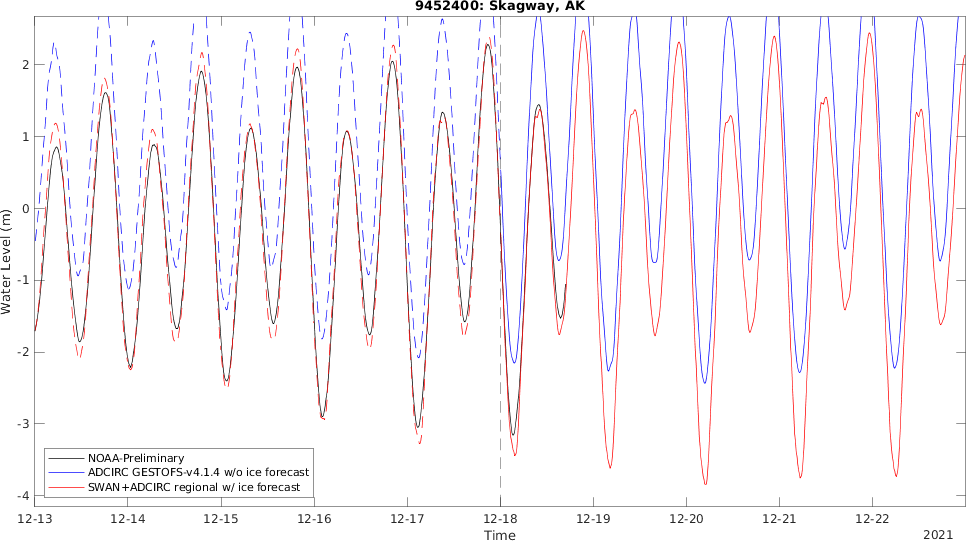 9452400: Skagway, AK
Water Level (m)
2
1
0
-1
-2
-3
-4
NOAA-Preliminary
ADCIRC GESTOFS-v4.1.4 w/o ice forecast
SWAN+ADCIRC regional w/ ice forecast
12-13 12-14 12-15 12-16 12-17 12-18 12-19 12-20 12-21 12-22
Time
2021